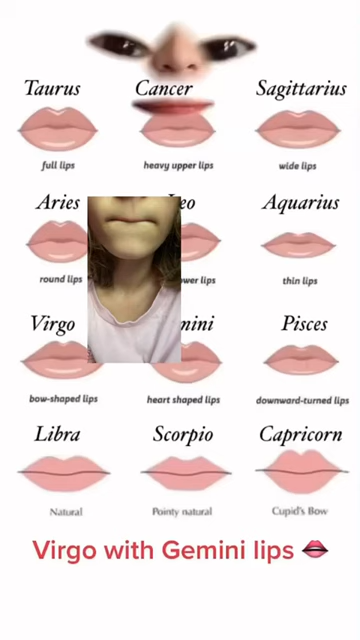 Taurus Cancer Sagittarius
full lips heavy upper lips wide lips
Aries Aquarius
round lips lips thin lips
Virgo Pisces
bow-shaped lips heart shaped lips downward-turned lips
Libra Scorpio Capricorn
Natural Pointy natural Cupid's Bow
Virgo with Gemini lips 👄